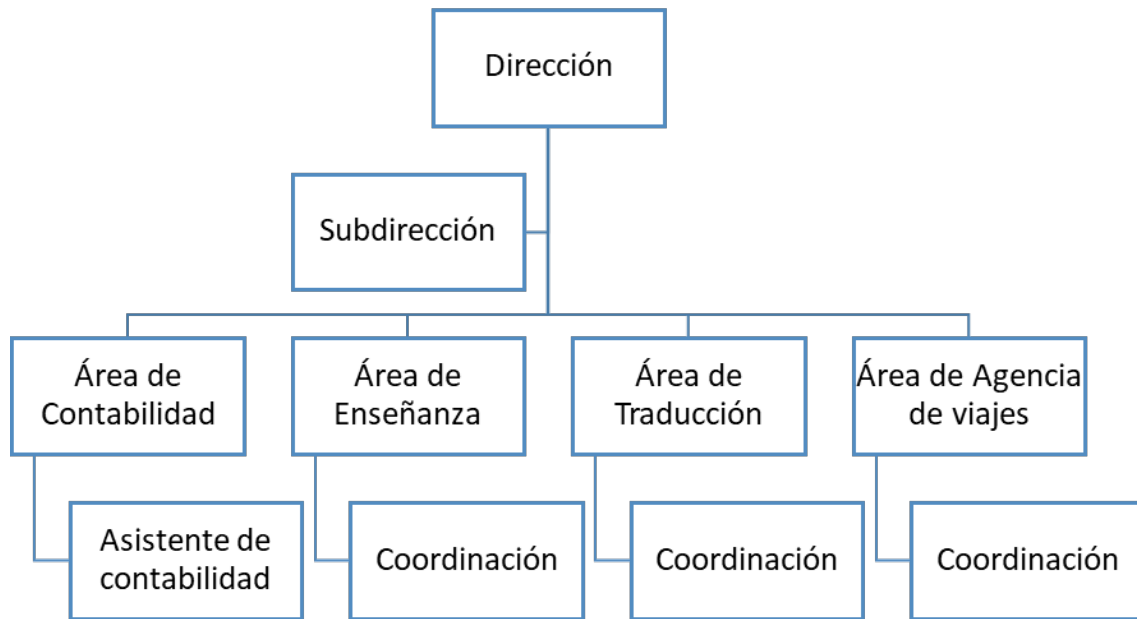 Dirección
Subdirección
Área de
Contabilidad
Área de
Enseñanza
Área de
Traducción
Área de Agencia
de viajes
Asistente de
contabilidad
Coordinación
Coordinación
Coordinación